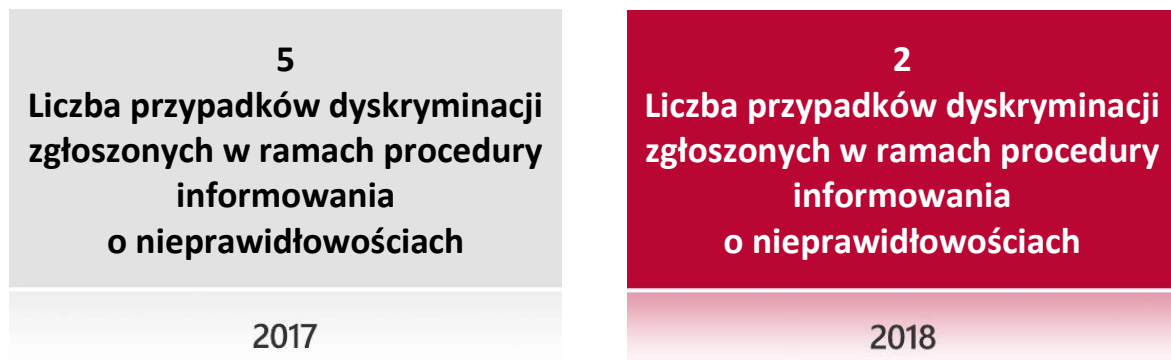 5
Liczba przypadków dyskryminacji
zgłoszonych w ramach procedury
informowania
o nieprawidłowościach
2017
2
Liczba przypadków dyskryminacji
zgłoszonych w ramach procedury
informowania
o nieprawidłowościach
2018